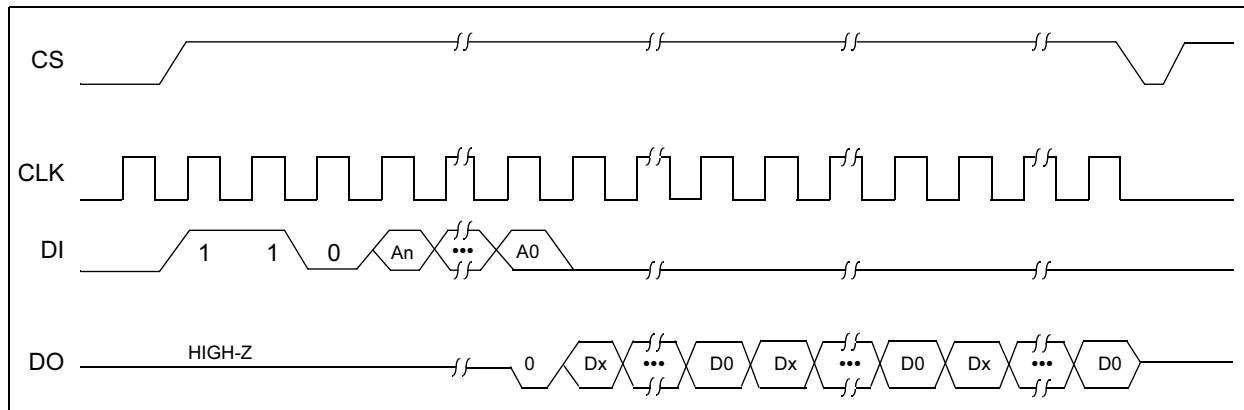 CS
CLK
DI 1 1 0 An ••• A0
DO HIGH-Z 0 Dx ••• D0 Dx ••• D0 Dx ••• D0